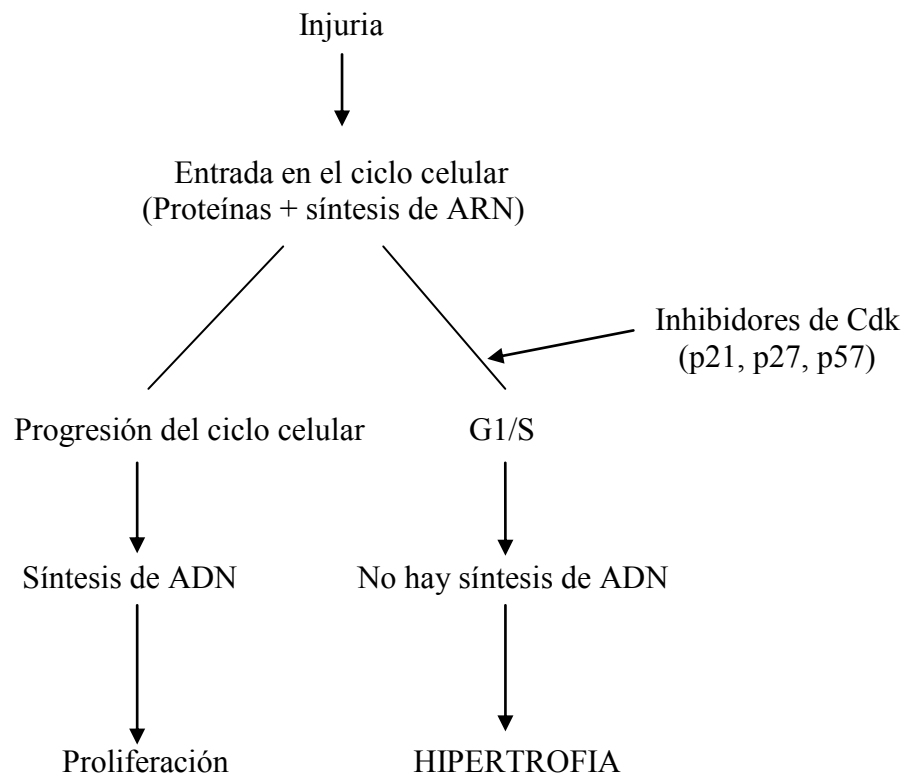 Injuria
Entrada en el ciclo celular
(Proteínas + síntesis de ARN)
Inhibidores de Cdk
(p21, p27, p57)
Progresión del ciclo celular
G1/S
Síntesis de ADN
No hay síntesis de ADN
Proliferación
HIPERTROFIA